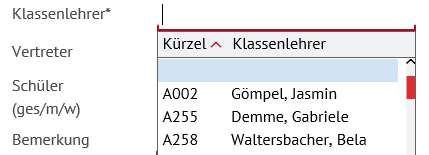 Klassenlehrer*
Kürzel Klassenlehrer
Vertreter
Schüler
(ges/m/w)
A002 Gömpel, Jasmin
A255 Demme, Gabriele
Bemerkung
A258 Waltersbacher, Bela